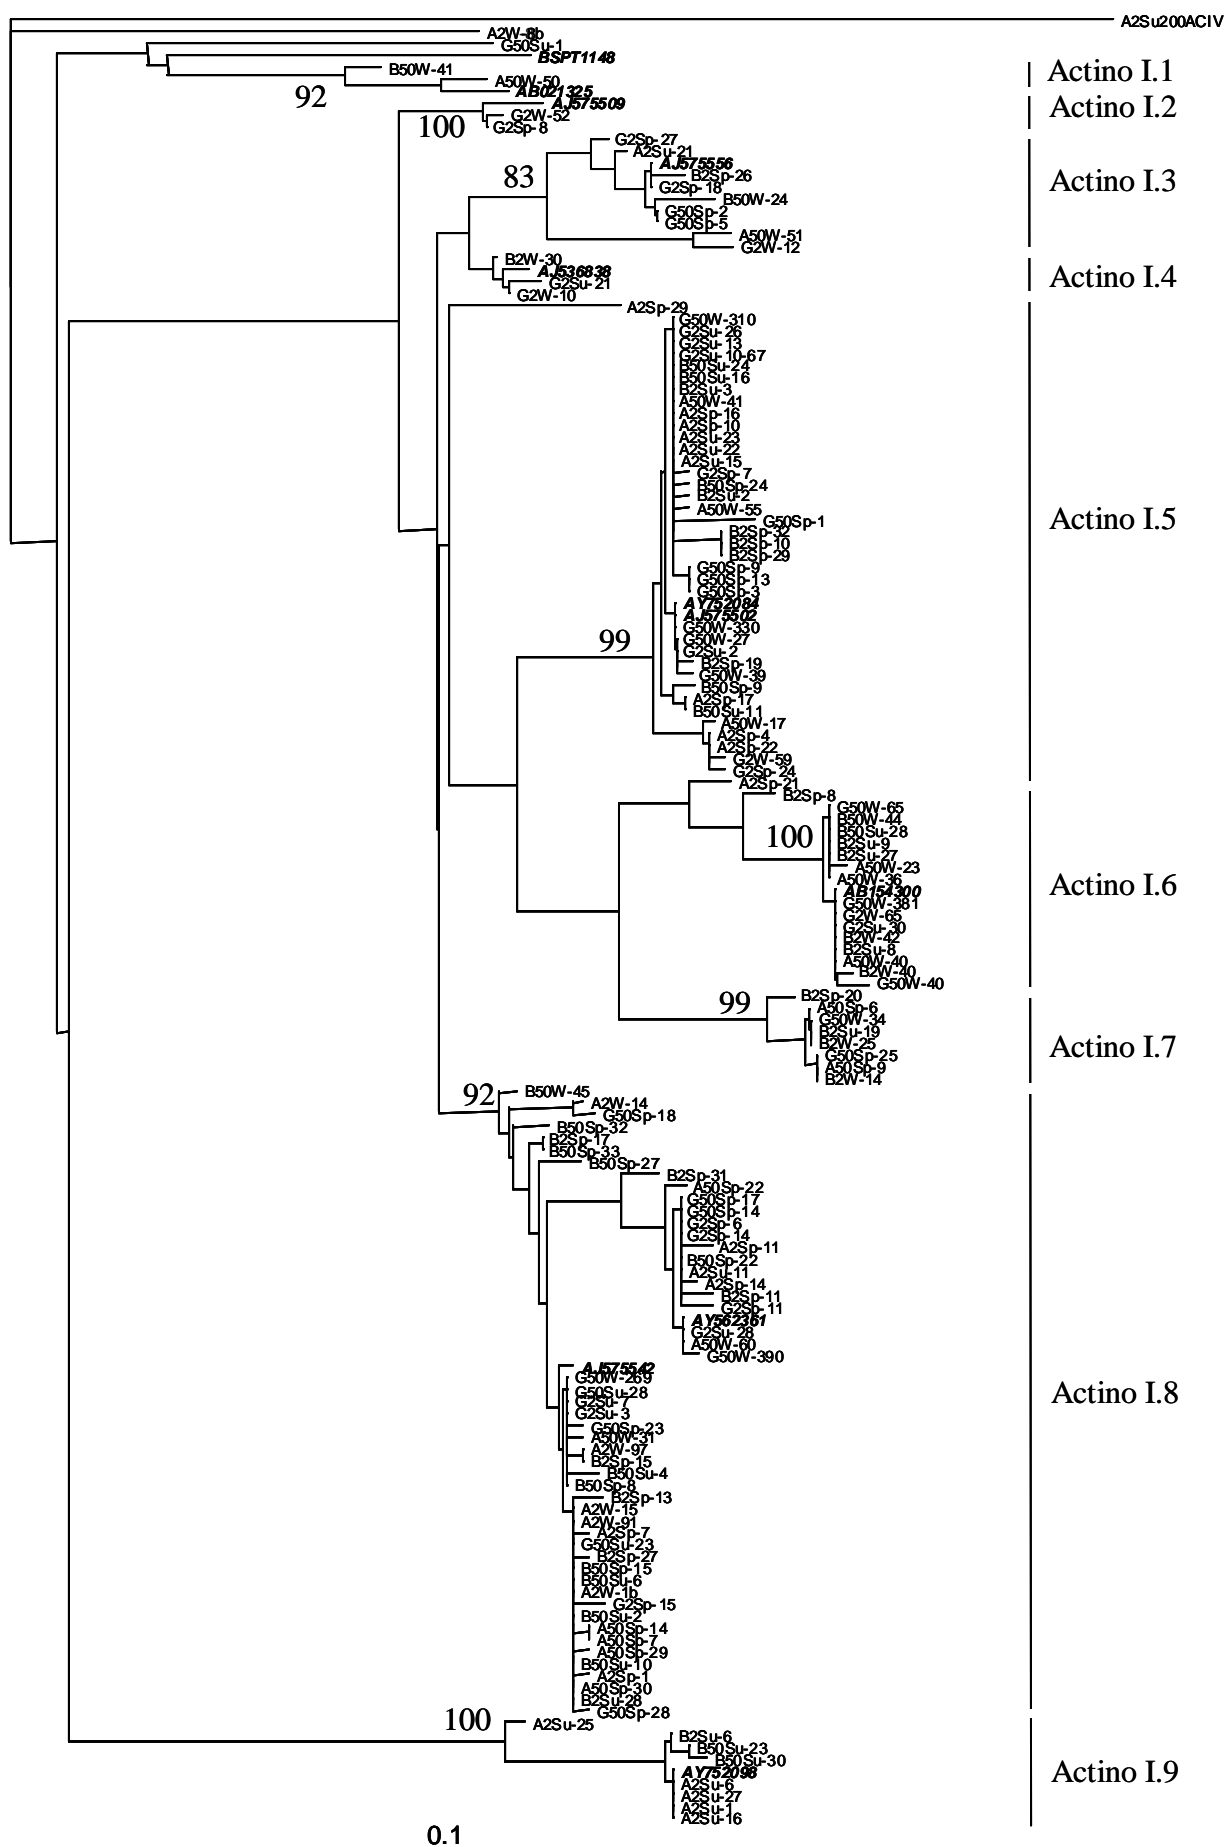 A2Su200ACIV
A2W-8b
G50Su-1
BSPT1148
B50W-41
Actino I.1
A50W-50
92
AB021325
AJ575509
Actino I.2
G2W-52
100
G2Sp-8
G2Sp-27
A2Su-21
AJ575556
83
B2Sp-26
Actino I.3
G2Sp-18
B50W-24
G50Sp-2
G50Sp-5
A50W-51
G2W-12
B2W-30
AJ536838
Actino I.4
G2Su-21
G2W-10
A2Sp-29
G50W-310
G2Su-26
G2Su-13
G2Su-10-67
B50Su-24
B50Su-16
B2Su-3
A50W-41
A2Sp-16
A2Sp-10
A2Su-23
A2Su-22
A2Su-15
G2Sp-7
B50Sp-24
B2Su-2
A50W-55
G50Sp-1
Actino I.5
B2Sp-32
B2Sp-10
B2Sp-29
G50Sp-9
G50Sp-13
G50Sp-3
AY752084
AJ575502
G50W-330
99
G50W-27
G2Su-2
B2Sp-19
G50W-39
B50Sp-9
A2Sp-17
B50Su-11
A50W-17
A2Sp-4
A2Sp-22
G2W-59
G2Sp-24
A2Sp-21
B2Sp-8
G50W-65
B50W-44
B50Su-28
100
B2Su-9
B2Su-27
A50W-23
A50W-36
Actino I.6
AB154300
G50W-381
G2W-65
G2Su-30
B2W-42
B2Su-8
A50W-40
B2W-40
G50W-40
B2Sp-20
99
A50Sp-6
G50W-34
B2Su-19
B2W-25
Actino I.7
G50Sp-25
A50Sp-9
B2W-14
B50W-45
92
A2W-14
G50Sp-18
B50Sp-32
B2Sp-17
B50Sp-33
B50Sp-27
B2Sp-31
A50Sp-22
G50Sp-17
G50Sp-14
G2Sp-6
G2Sp-14
A2Sp-11
B50Sp-22
A2Su-11
A2Sp-14
B2Sp-11
G2Sp-11
AY562361
G2Su-28
A50W-60
G50W-390
AJ575542
G50W-269
G50Su-28
Actino I.8
G2Su-7
G2Su-3
G50Sp-23
A50W-31
A2W-97
B2Sp-15
B50Su-4
B50Sp-8
B2Sp-13
A2W-15
A2W-91
A2Sp-7
G50Su-23
B2Sp-27
B50Sp-15
B50Su-6
A2W-1b
G2Sp-15
B50Su-2
A50Sp-14
A50Sp-7
A50Sp-29
B50Su-10
A2Sp-1
A50Sp-30
B2Su-28
G50Sp-28
100
A2Su-25
B2Su-6
B50Su-23
B50Su-30
AY752098
Actino I.9
A2Su-6
A2Su-27
A2Su-1
A2Su-16
0.1